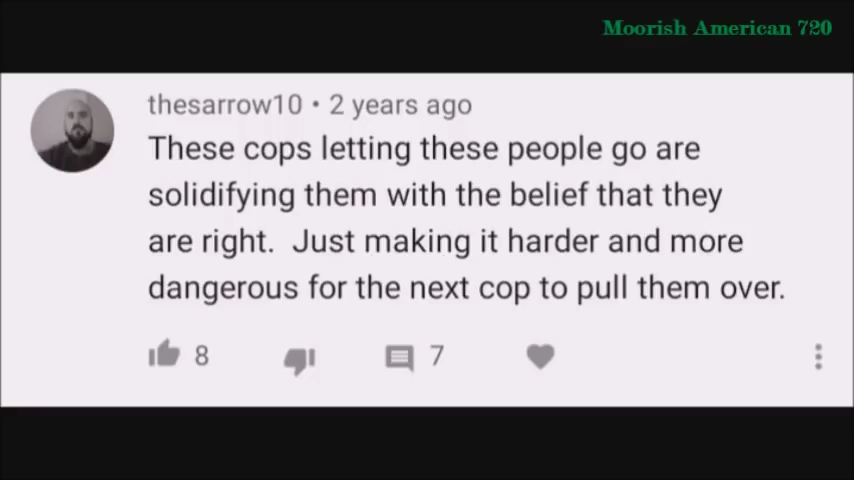 Moorish American 720
thesarrow10 • 2 years ago
These cops letting these people go are
solidifying them with the belief that they
are right.  Just making it harder and more
dangerous for the next cop to pull them over.
8 7